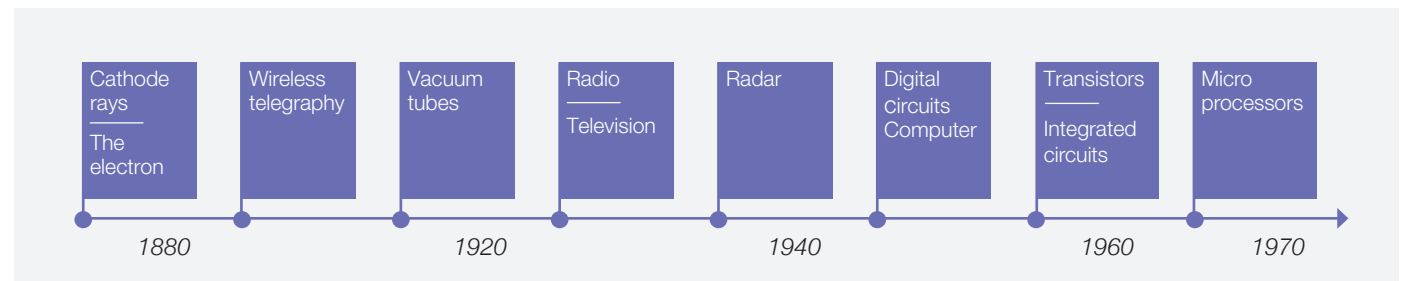 Cathode
rays
The
electron
Wireless
telegraphy
Vacuum
tubes
Radio
Television
Radar
Digital
circuits
Computer
Transistors
Integrated
circuits
Micro
processors
1880
1920
1940
1960
1970